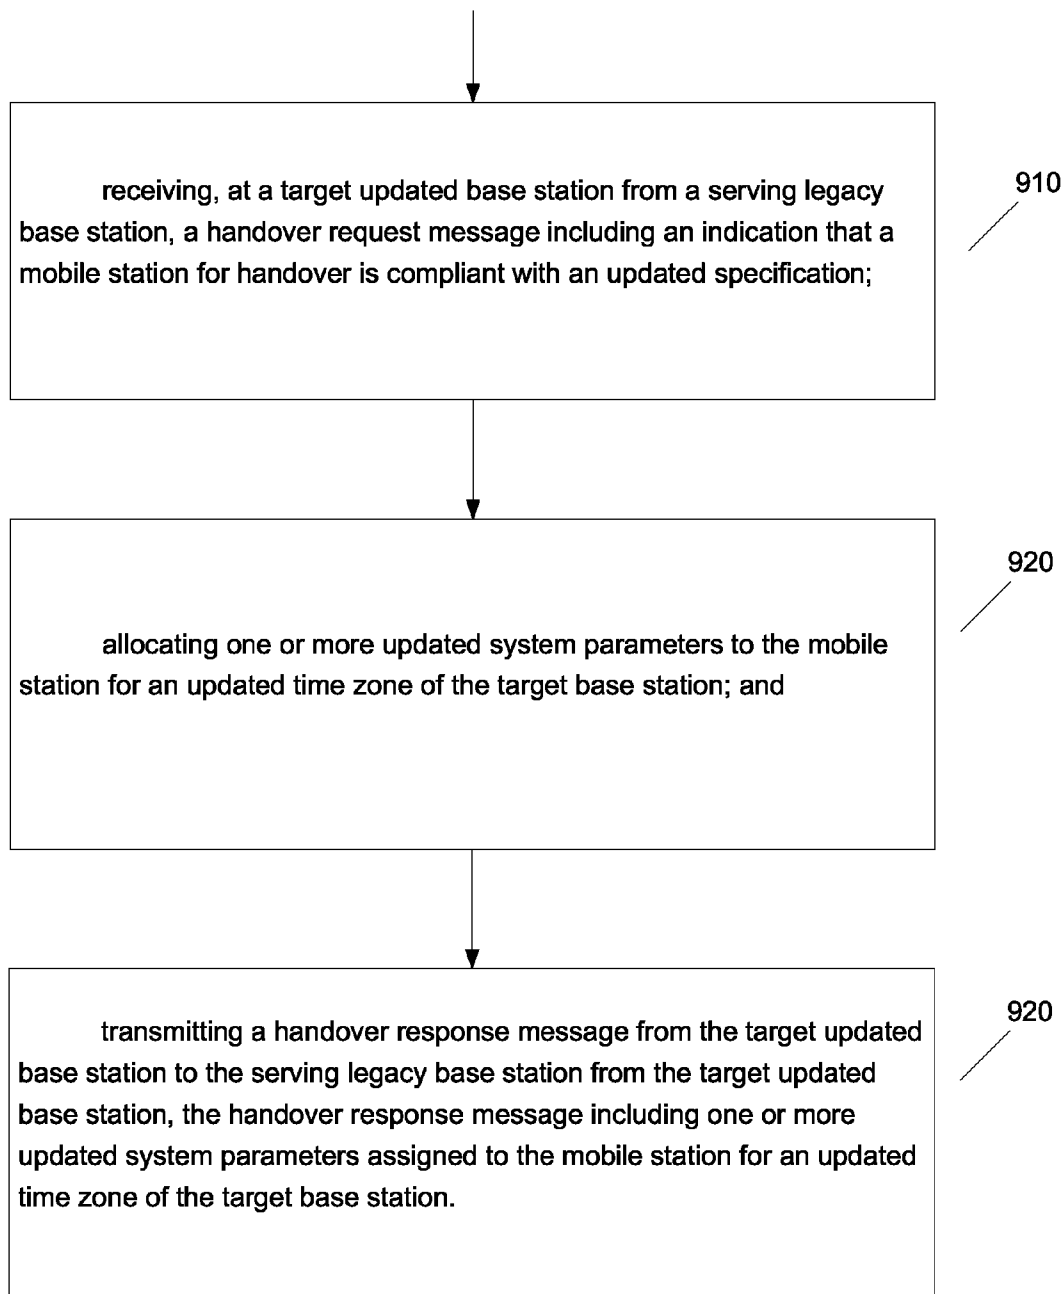 receiving, at a target updated base station from a serving legacy
base station, a handover request message including an indication that a
mobile station for handover is compliant with an updated specification;
910
allocating one or more updated system parameters to the mobile
station for an updated time zone of the target base station; and
920
transmitting a handover response message from the target updated
base station to the serving legacy base station from the target updated
base station, the handover response message including one or more
updated system parameters assigned to the mobile station for an updated
time zone of the target base station.
920